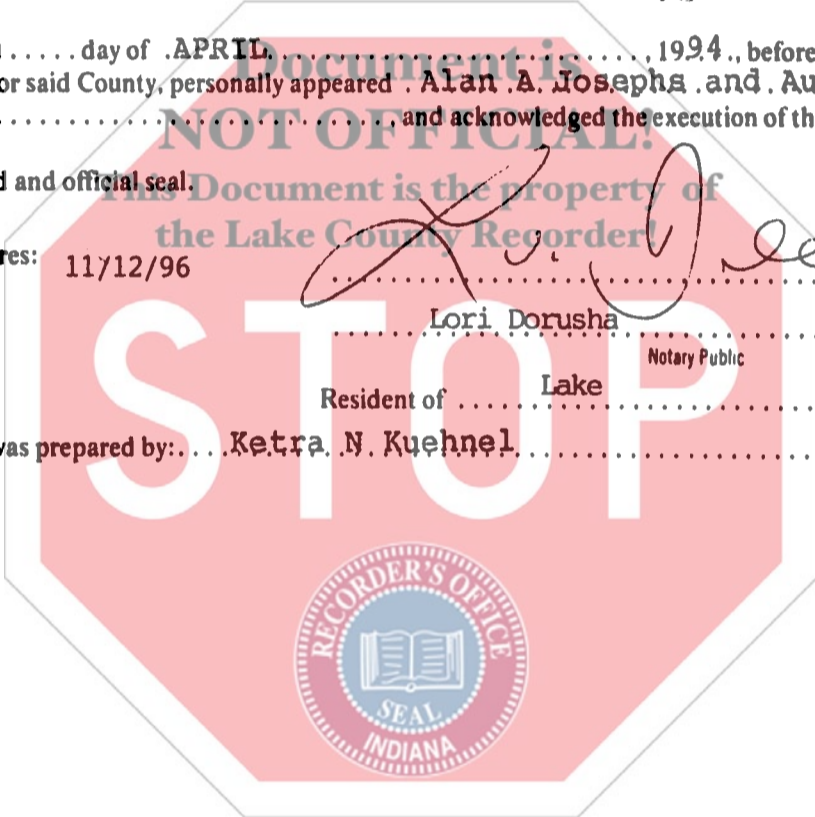 ..... day of .APRIL............................, 1994., before
or said County, personally appeared . Alan .A. Josephs .and . Au
..............................., and acknowledged the execution of th
d and official seal.
res: 11/12/96
Lori Dorusha
Notary Public
Resident of ...... Lake
was prepared by:.....Ketra N. Kuehnel
Document is
NOT OFFICIAL!
This Document is the property of
the Lake County Recorder!
STOP
RECORDER'S OFFICE
SEAL
INDIANA